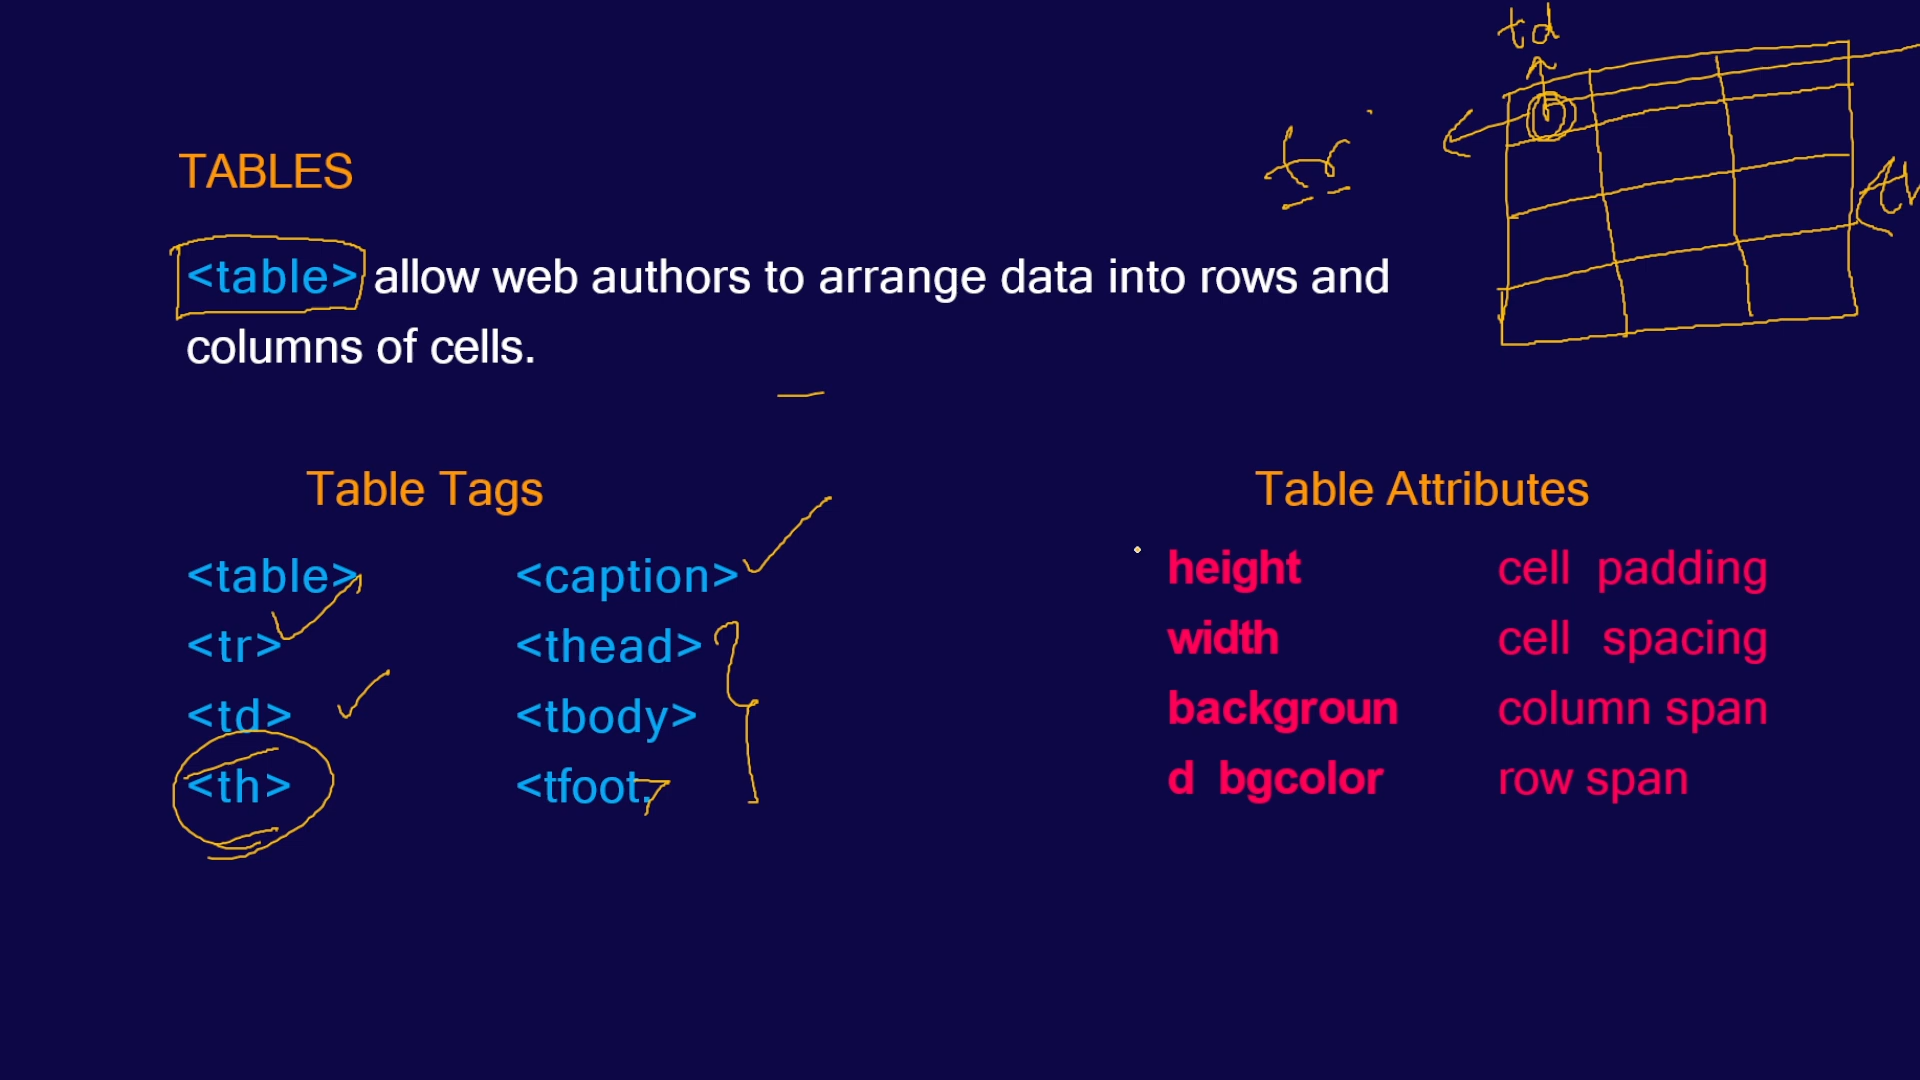 td
tr
TABLES
<table> allow web authors to arrange data into rows and
columns of cells.
Table Tags
<table> <caption>
<tr> <thead>
<td> <tbody>
<th> <tfoot.
Table Attributes
height cell padding
width cell spacing
backgroun column span
d bgcolor row span